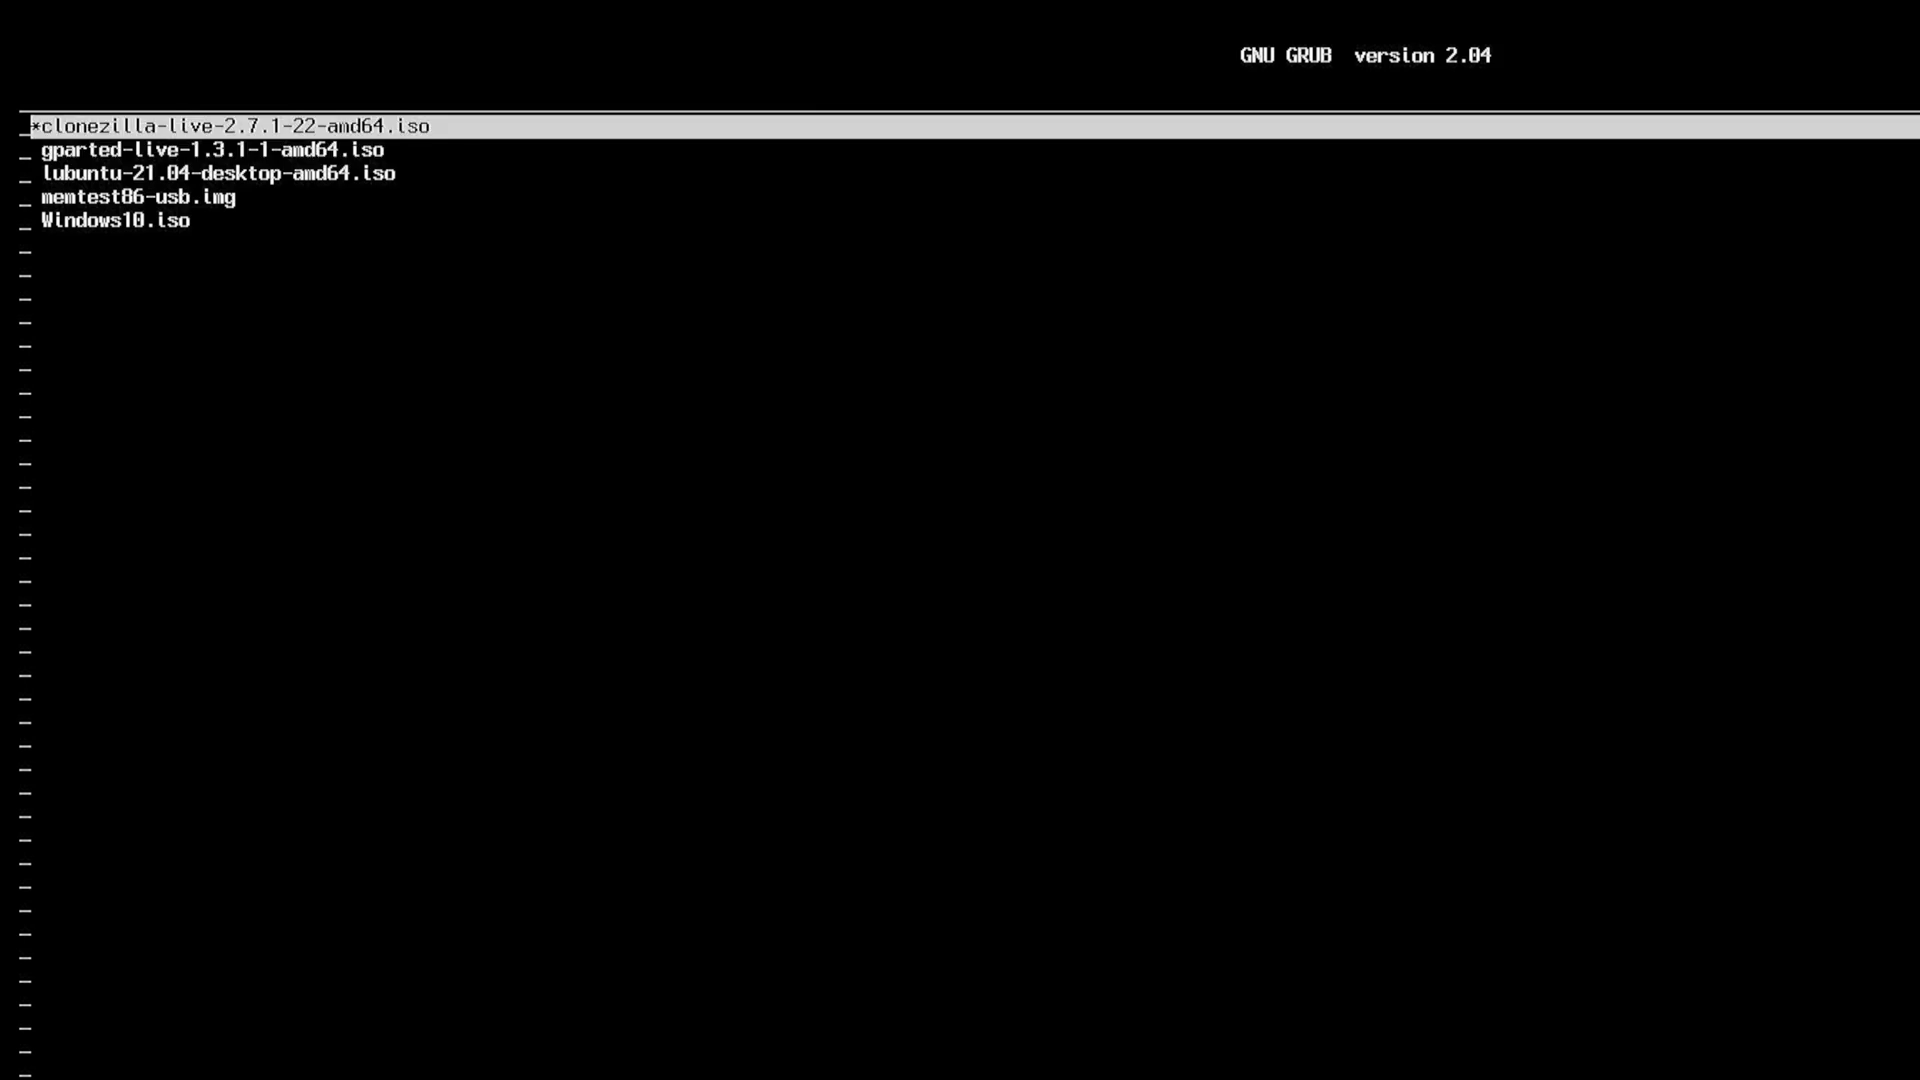 GNU GRUB  version 2.04
*clonezilla-live-2.7.1-22-amd64.iso
gparted-live-1.3.1-1-amd64.iso
lubuntu-21.04-desktop-amd64.iso
memtest86-usb.img
Windows10.iso